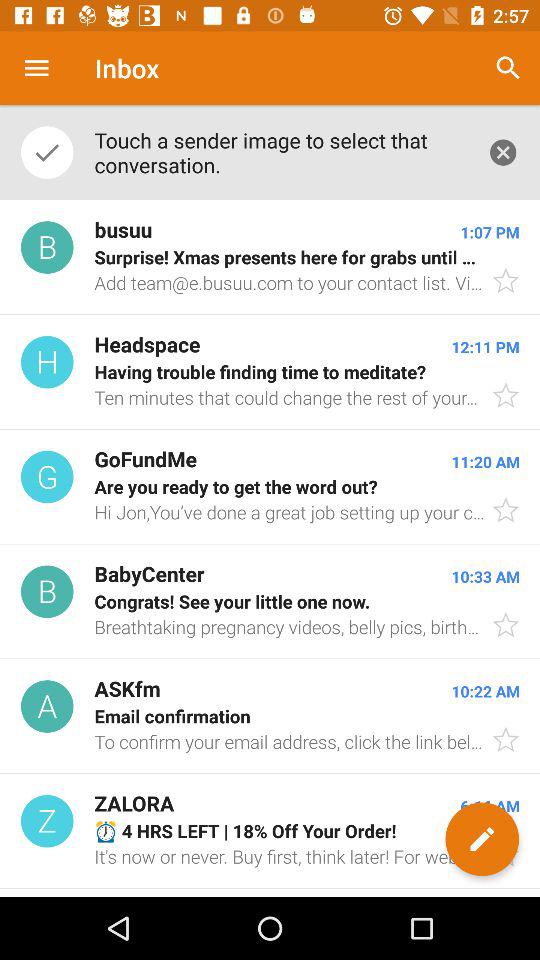 2:57
Inbox
Touch a sender image to select that
conversation.
B
busuu
1:07 PM
Surprise! Xmas presents here for grabs until ...
Add team@e.busuu.com to your contact list. Vi...
H
Headspace
12:11 PM
Having trouble finding time to meditate?
Ten minutes that could change the rest of your...
G
GoFundMe
11:20 AM
Are you ready to get the word out?
Hi Jon,You've done a great job setting up your c...
B
BabyCenter
10:33 AM
Congrats! See your little one now.
Breathtaking pregnancy videos, belly pics, birth...
A
ASKfm
10:22 AM
Email confirmation
To confirm your email address, click the link bel...
Z
ZALORA
AM
⏰ 4 HRS LEFT | 18% Off Your Order!
It's now or never. Buy first, think later! For